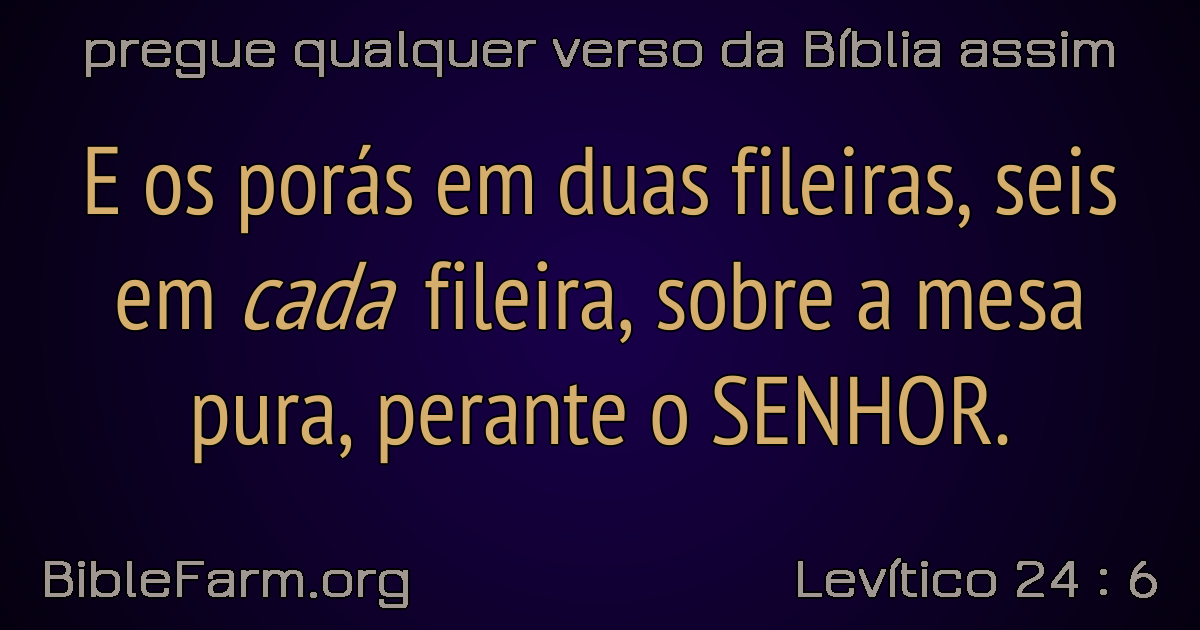 pregue qualquer verso da Bíblia assim
E os porás em duas fileiras, seis
em cada fileira, sobre a mesa
pura, perante o SENHOR.
BibleFarm.org
Levítico 24 : 6